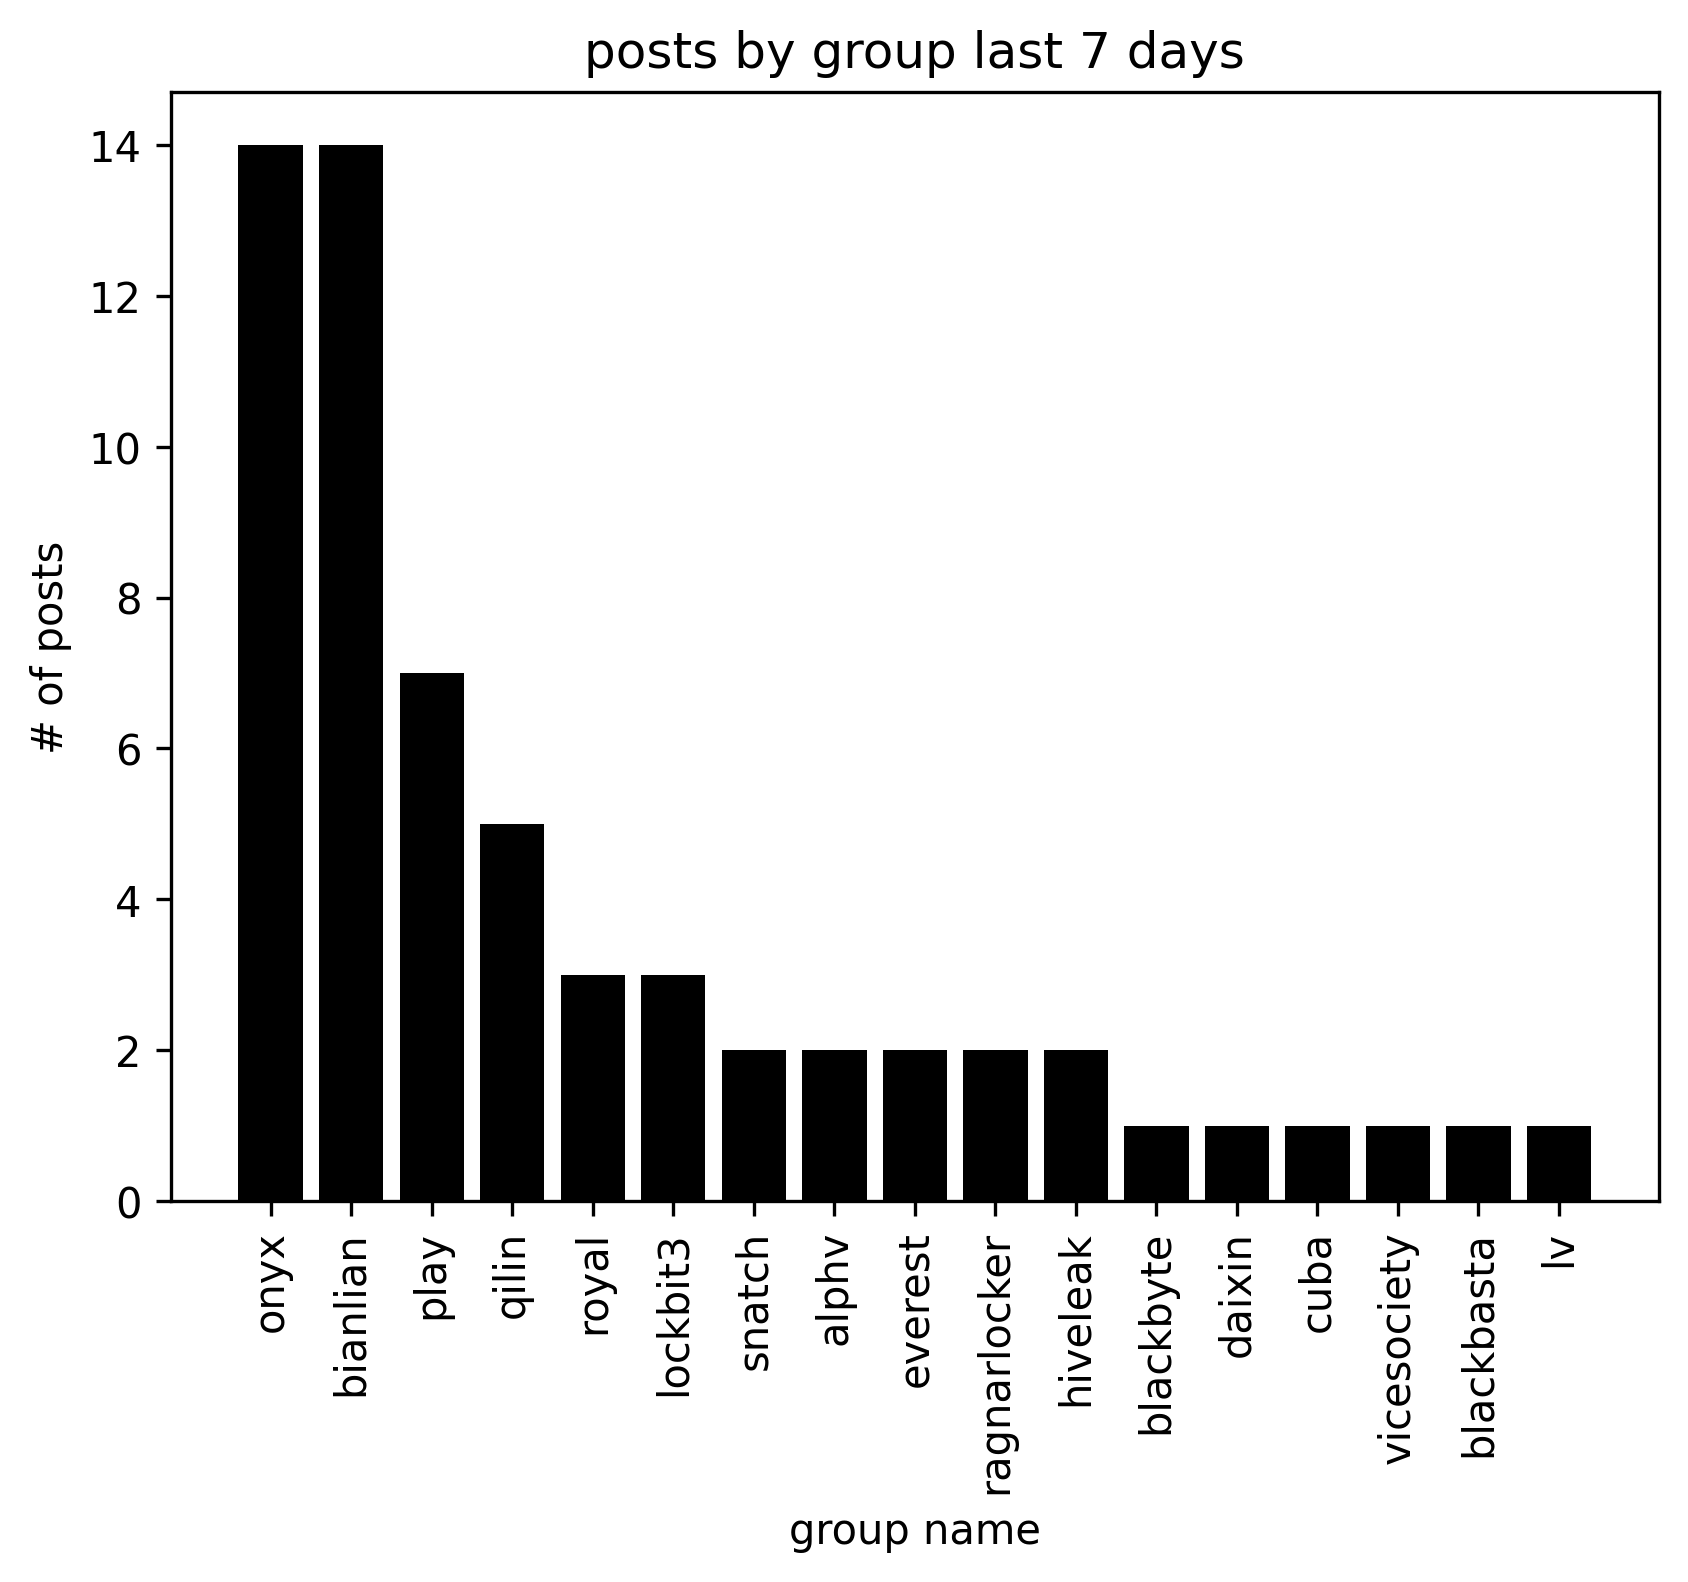 posts by group last 7 days
14
12
10
8
6
4
2
0
# of posts
onyx
bianlian
play
qilin
royal
lockbit3
snatch
alphv
everest
ragnarlocker
hiveleak
blackbyte
daixin
cuba
vicesociety
blackbasta
lv
group name